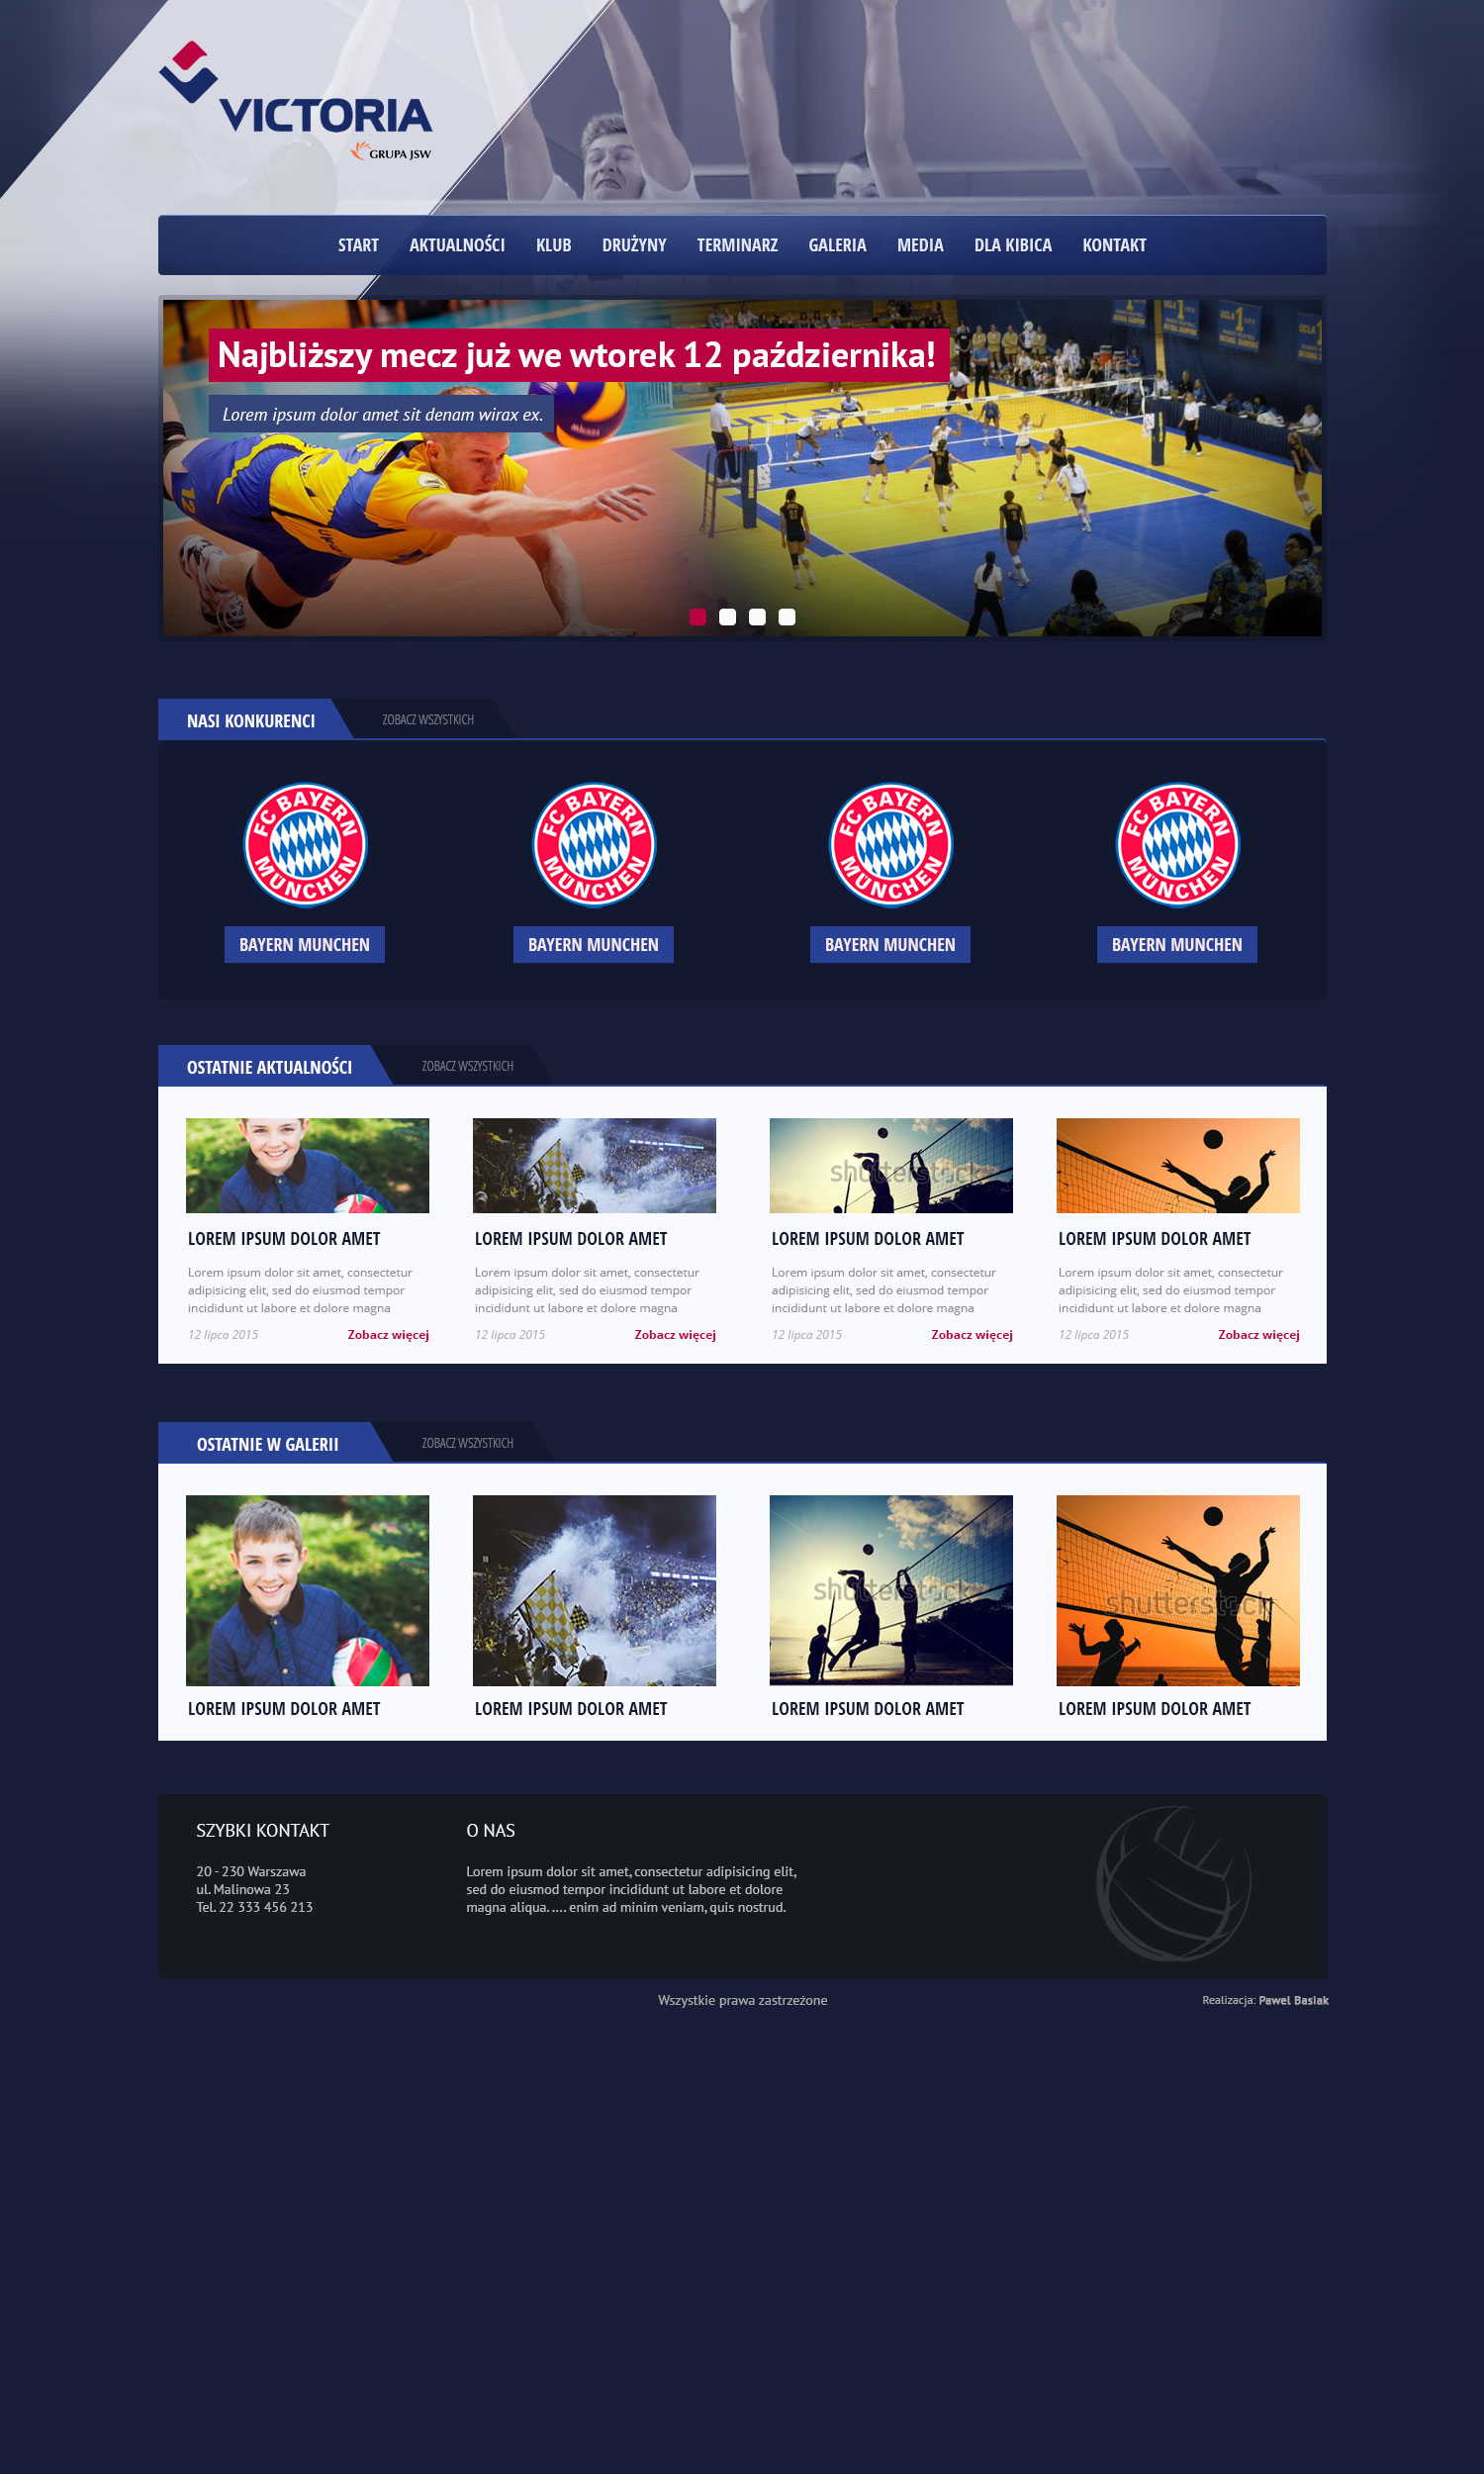 VICTORIA
GRUPA JSW
START AKTUALNOŚCI KLUB DRUŻYNY TERMINARZ GALERIA MEDIA DLA KIBICA KONTAKT
Najbliższy mecz już we wtorek 12 października!
Lorem ipsum dolor amet sit denam wirax ex.
12
UCLA 1
UCLA 1
NASI KONKURENCI ZOBACZ WSZYSTKICH
FC BAYERN MÜNCHEN FC BAYERN MÜNCHEN FC BAYERN MÜNCHEN FC BAYERN MÜNCHEN
BAYERN MUNCHEN BAYERN MUNCHEN BAYERN MUNCHEN BAYERN MUNCHEN
OSTATNIE AKTUALNOŚCI ZOBACZ WSZYSTKICH
shutterstock
LOREM IPSUM DOLOR AMET
Lorem ipsum dolor sit amet, consectetur
adipisicing elit, sed do eiusmod tempor
incididunt ut labore et dolore magna
12 lipca 2015 Zobacz więcej
LOREM IPSUM DOLOR AMET
Lorem ipsum dolor sit amet, consectetur
adipisicing elit, sed do eiusmod tempor
incididunt ut labore et dolore magna
12 lipca 2015 Zobacz więcej
LOREM IPSUM DOLOR AMET
Lorem ipsum dolor sit amet, consectetur
adipisicing elit, sed do eiusmod tempor
incididunt ut labore et dolore magna
12 lipca 2015 Zobacz więcej
LOREM IPSUM DOLOR AMET
Lorem ipsum dolor sit amet, consectetur
adipisicing elit, sed do eiusmod tempor
incididunt ut labore et dolore magna
12 lipca 2015 Zobacz więcej
OSTATNIE W GALERII ZOBACZ WSZYSTKICH
shutterstock shutterstock
LOREM IPSUM DOLOR AMET LOREM IPSUM DOLOR AMET LOREM IPSUM DOLOR AMET LOREM IPSUM DOLOR AMET
SZYBKI KONTAKT
20 - 230 Warszawa
ul. Malinowa 23
Tel. 22 333 456 213
O NAS
Lorem ipsum dolor sit amet, consectetur adipisicing elit,
sed do eiusmod tempor incididunt ut labore et dolore
magna aliqua. .... enim ad minim veniam, quis nostrud.
Wszystkie prawa zastrzeżone
Realizacja: Pawel Basiak